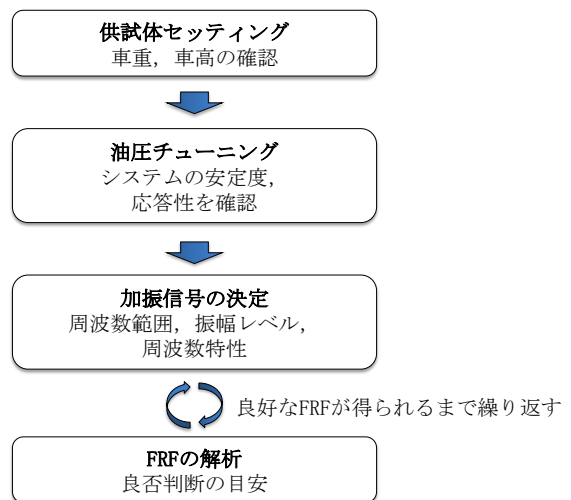 供試体セッティング
車重，車高の確認
油圧チューニング
システムの安定度，
応答性を確認
加振信号の決定
周波数範囲，振幅レベル，
周波数特性
良好なFRFが得られるまで繰り返す
FRFの解析
良否判断の目安